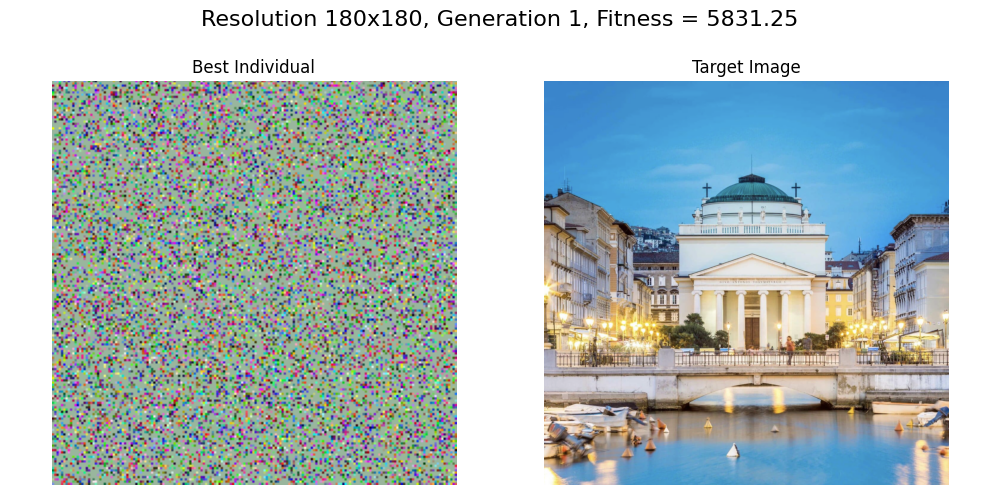 Resolution 180x180, Generation 1, Fitness = 5831.25
Best Individual
Target Image